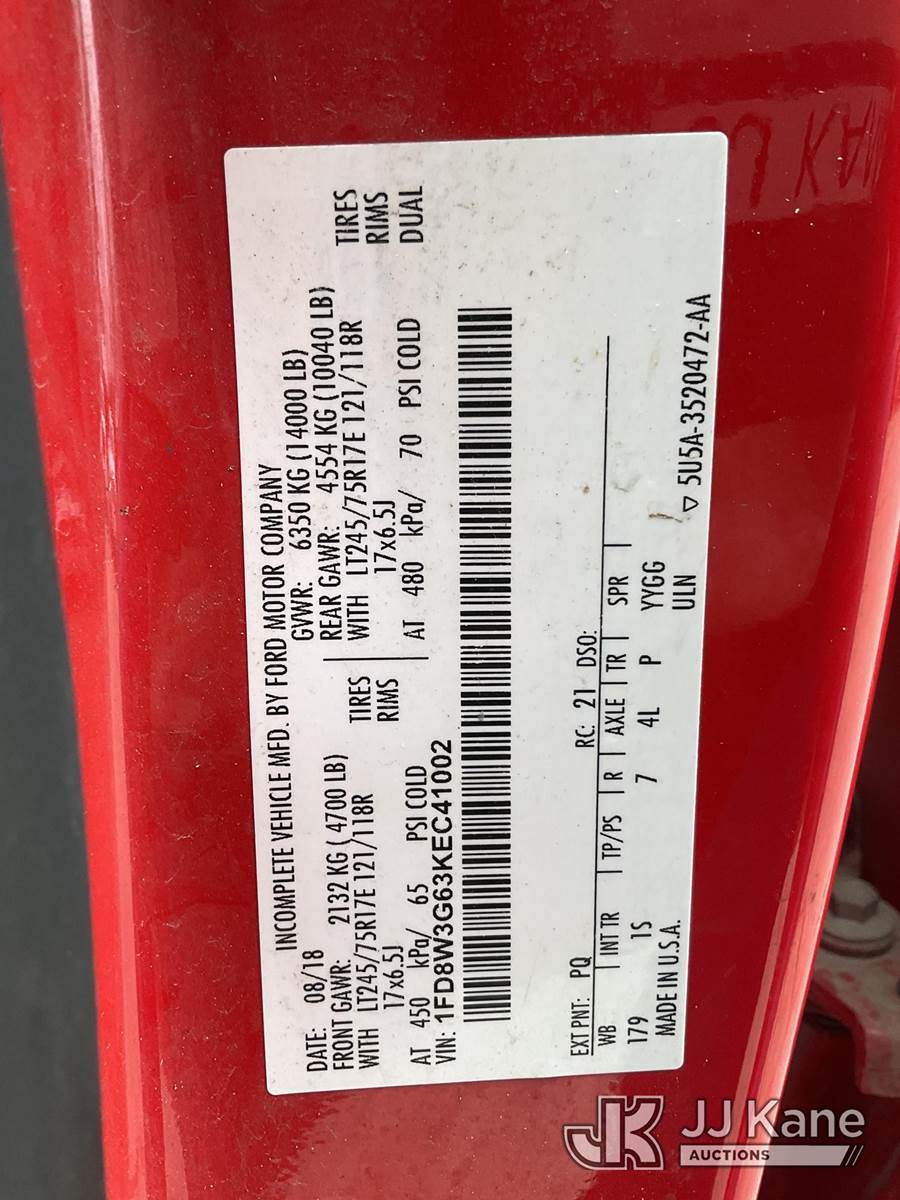 INCOMPLETE VEHICLE MFD. BY FORD MOTOR COMPANY
DATE: 08/18 GVWR: 6350 KG (14000 LB)
FRONT GAWR: 2132 KG ( 4700 LB) REAR GAWR: 4554 KG (10040 LB)
WITH LT245/75R17E 121/118R TIRES WITH LT245/75R17E 121/118R TIRES
17x6.5J RIMS 17x6.5J RIMS
AT 450 kPa/ 65 PSI COLD AT 480 kPa/ 70 PSI COLD DUAL
VIN: 1FD8W3G63KEC41002
EXT PNT: PQ RC: 21 DSO:
WB INT TR TP/PS R AXLE TR SPR
179 1S 7 4L P YYGG
MADE IN U.S.A. ULN
▽ 5U5A-3520472-AA
MAX
JK JJ Kane
AUCTIONS